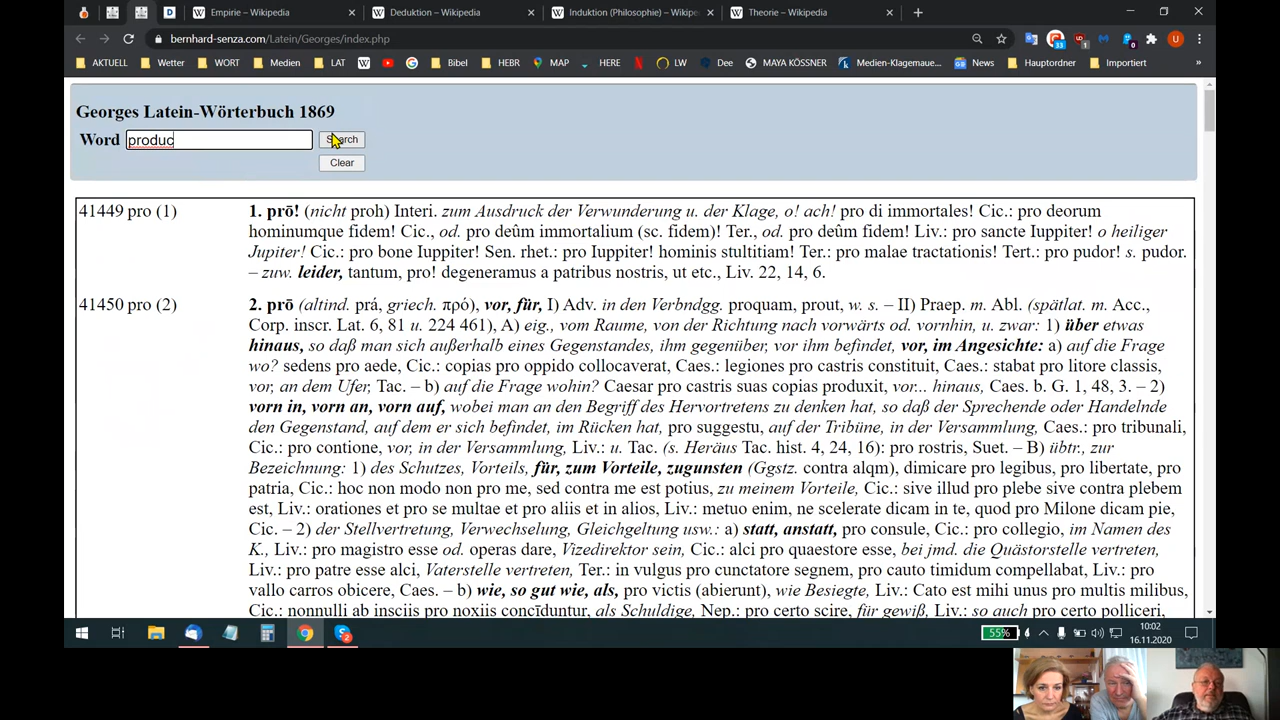 Empirie – Wikipedia
Deduktion – Wikipedia
Induktion (Philosophie) – Wikipe
Theorie – Wikipedia
bernhard-senza.com/Latein/Georges/index.php
AKTUELL Wetter WORT Medien LAT Bibel HEBR MAP HERE LW Dee MAYA KÖSSNER Medien-Klagemaue... News Hauptordner Importiert »
Georges Latein-Wörterbuch 1869
Word produc Search
Clear
41449 pro (1) 1. prō! (nicht proh) Interi. zum Ausdruck der Verwunderung u. der Klage, o! ach! pro di immortales! Cic.: pro deorum
hominumque fidem! Cic., od. pro deûm immortalium (sc. fidem)! Ter., od. pro deûm fidem! Liv.: pro sancte Iuppiter! o heiliger
Jupiter! Cic.: pro bone Iuppiter! Sen. rhet.: pro Iuppiter! hominis stultitiam! Ter.: pro malae tractationis! Tert.: pro pudor! s. pudor.
– zuw. leider, tantum, pro! degeneramus a patribus nostris, ut etc., Liv. 22, 14, 6.
41450 pro (2) 2. prō (altind. prá, griech. πρό), vor, für, I) Adv. in den Verbndgg. proquam, prout, w. s. – II) Praep. m. Abl. (spätlat. m. Acc.,
Corp. inscr. Lat. 6, 81 u. 224 461), A) eig., vom Raume, von der Richtung nach vorwärts od. vornhin, u. zwar: 1) über etwas
hinaus, so daß man sich außerhalb eines Gegenstandes, ihm gegenüber, vor ihm befindet, vor, im Angesichte: a) auf die Frage
wo? sedens pro aede, Cic.: copias pro oppido collocaverat, Caes.: legiones pro castris constituit, Caes.: stabat pro litore classis,
vor, an dem Ufer, Tac. – b) auf die Frage wohin? Caesar pro castris suas copias produxit, vor... hinaus, Caes. b. G. 1, 48, 3. – 2)
vorn in, vorn an, vorn auf, wobei man an den Begriff des Hervortretens zu denken hat, so daß der Sprechende oder Handelnde
den Gegenstand, auf dem er sich befindet, im Rücken hat, pro suggestu, auf der Tribüne, in der Versammlung, Caes.: pro tribunali,
Cic.: pro contione, vor, in der Versammlung, Liv.: u. Tac. (s. Heräus Tac. hist. 4, 24, 16): pro rostris, Suet. – B) übtr., zur
Bezeichnung: 1) des Schutzes, Vorteils, für, zum Vorteile, zugunsten (Ggstz. contra alqm), dimicare pro legibus, pro libertate, pro
patria, Cic.: hoc non modo non pro me, sed contra me est potius, zu meinem Vorteile, Cic.: sive illud pro plebe sive contra plebem
est, Liv.: orationes et pro se multae et pro aliis et in alios, Liv.: metuo enim, ne scelerate dicam in te, quod pro Milone dicam pie,
Cic. – 2) der Stellvertretung, Verwechselung, Gleichgeltung usw.: a) statt, anstatt, pro consule, Cic.: pro collegio, im Namen des
K., Liv.: pro magistro esse od. operas dare, Vizedirektor sein, Cic.: alci pro quaestore esse, bei jmd. die Quästorstelle vertreten,
Liv.: pro patre esse alci, Vaterstelle vertreten, Ter.: in vulgus pro cunctatore segnem, pro cauto timidum compellabat, Liv.: pro
vallo carros obicere, Caes. – b) wie, so gut wie, als, pro victis (abierunt), wie Besiegte, Liv.: Cato est mihi unus pro multis milibus,
Cic.: nonnulli ab insciis pro noxiis concīduntur, als Schuldige, Nep.: pro certo scire, für gewiß, Liv.: so auch pro certo polliceri,
55% 10:02
16.11.2020